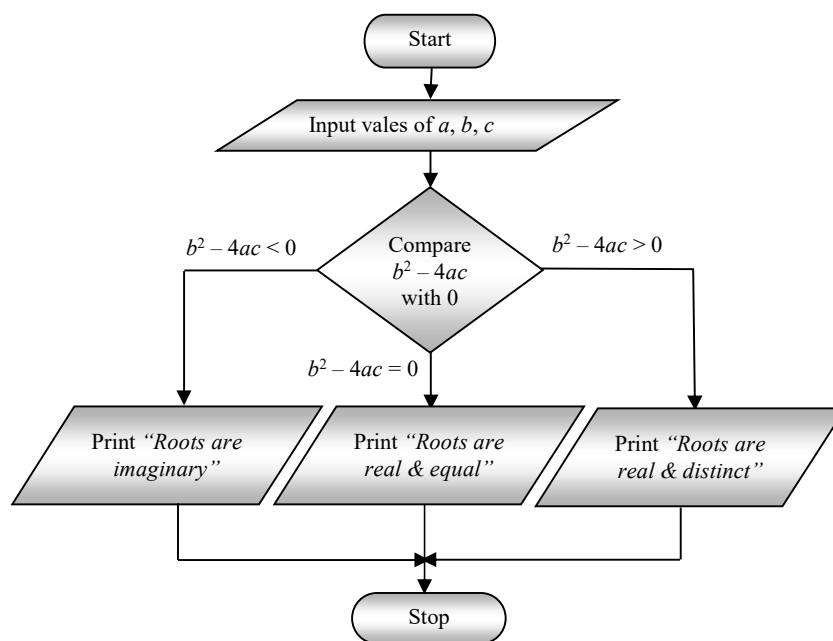 Start
Input vales of a, b, c
b² – 4ac < 0
Compare
b² – 4ac
with 0
b² – 4ac > 0
b² – 4ac = 0
Print “Roots are
imaginary”
Print “Roots are
real & equal”
Print “Roots are
real & distinct”
Stop